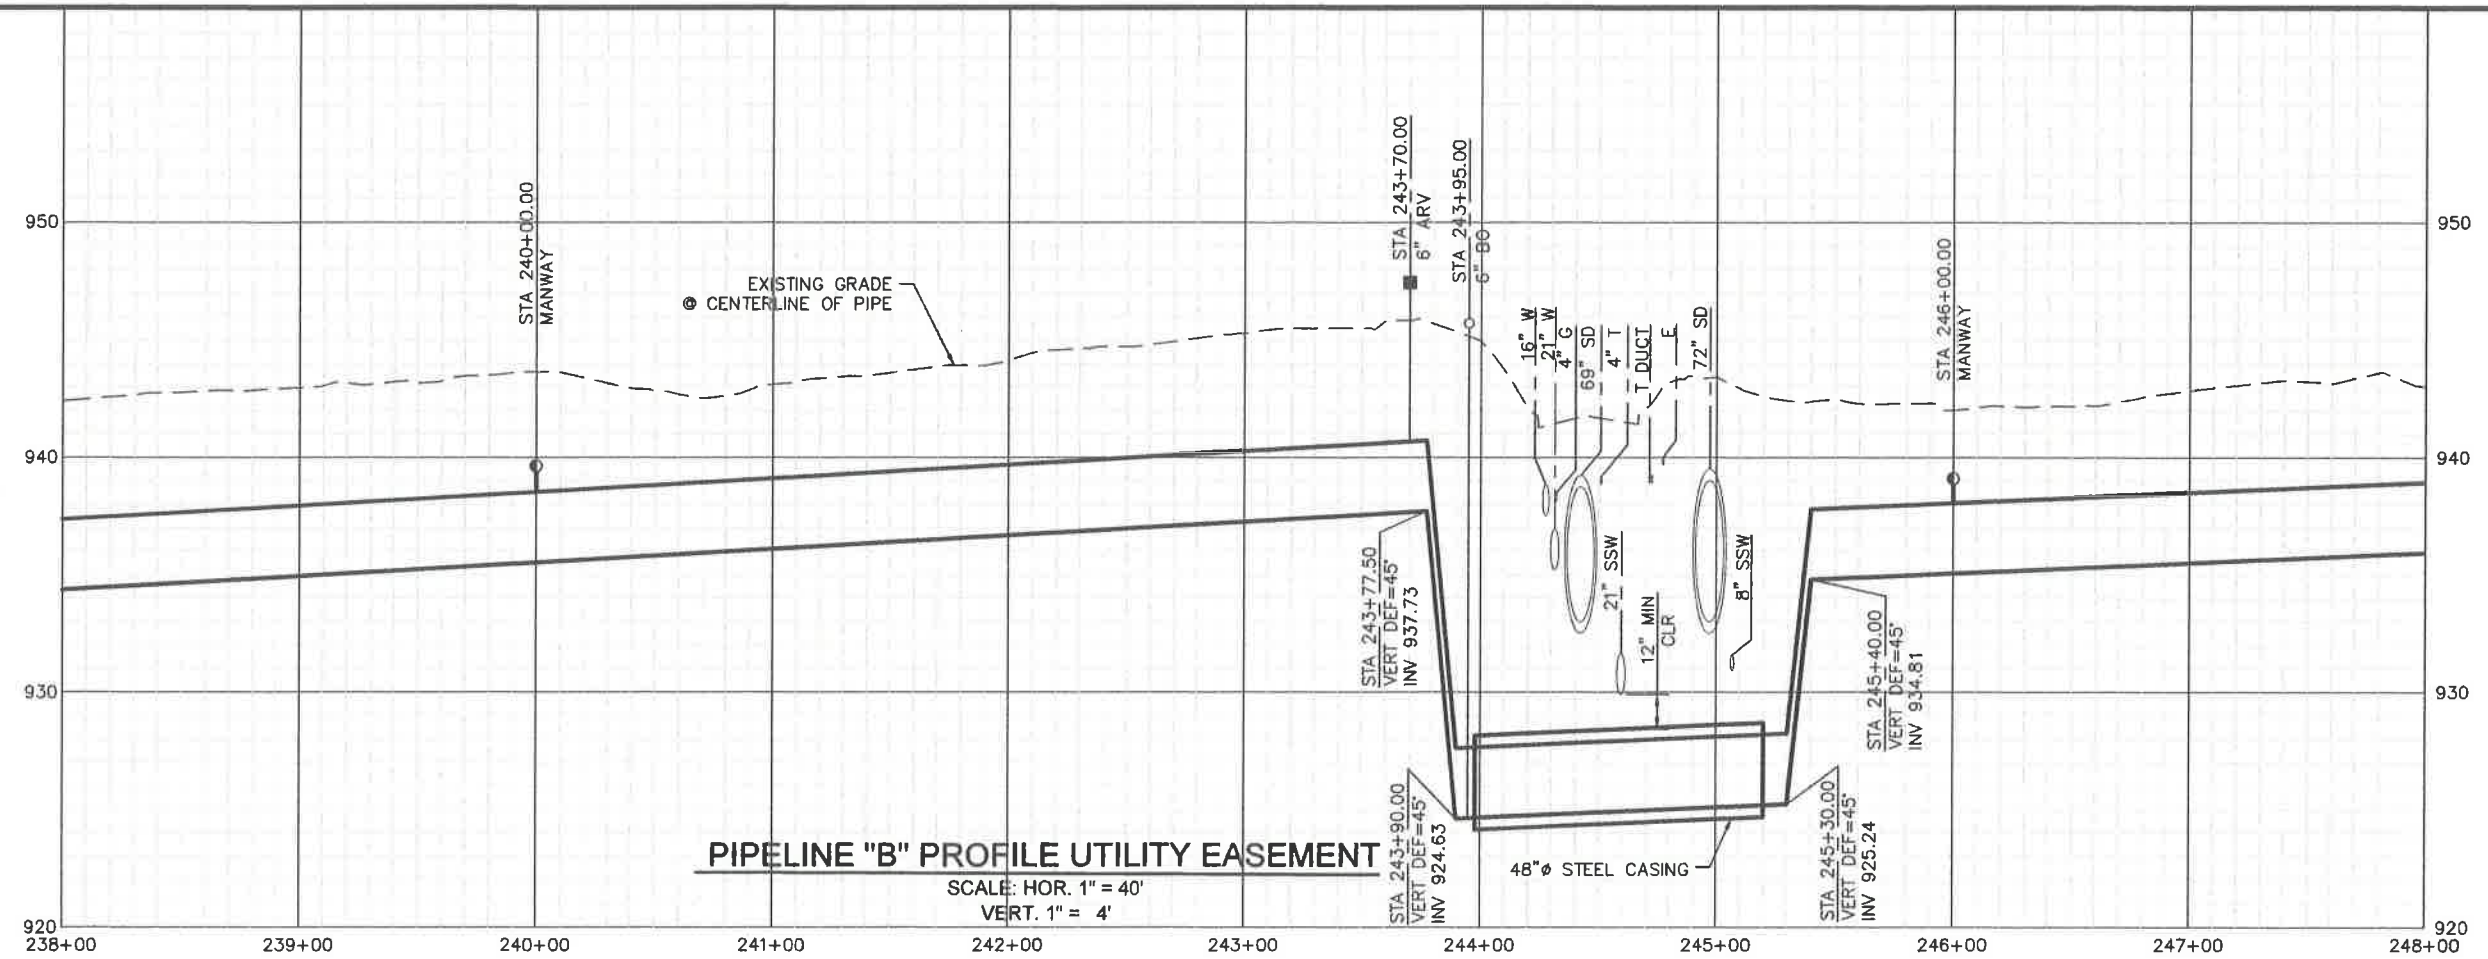 STA 240+00.00
MANWAY
EXISTING GRADE
@ CENTERLINE OF PIPE
STA 243+70.00
6" ARV
STA 243+95.00
6" BO
16" W
21" W
4" G
69" SD
4" T
T DUCT
E
72" SD
STA 246+00.00
MANWAY
950
950
940
940
930
930
920
920
STA 243+77.50
VERT DEF=45°
INV 937.73
21" SSW
12" MIN
CLR
8" SSW
STA 245+40.00
VERT DEF=45°
INV 934.81
STA 243+90.00
VERT DEF=45°
INV 924.63
48"ø STEEL CASING
STA 245+30.00
VERT DEF=45°
INV 925.24
PIPELINE "B" PROFILE UTILITY EASEMENT
SCALE: HOR. 1" = 40'
VERT. 1" = 4'
238+00
239+00
240+00
241+00
242+00
243+00
244+00
245+00
246+00
247+00
248+00